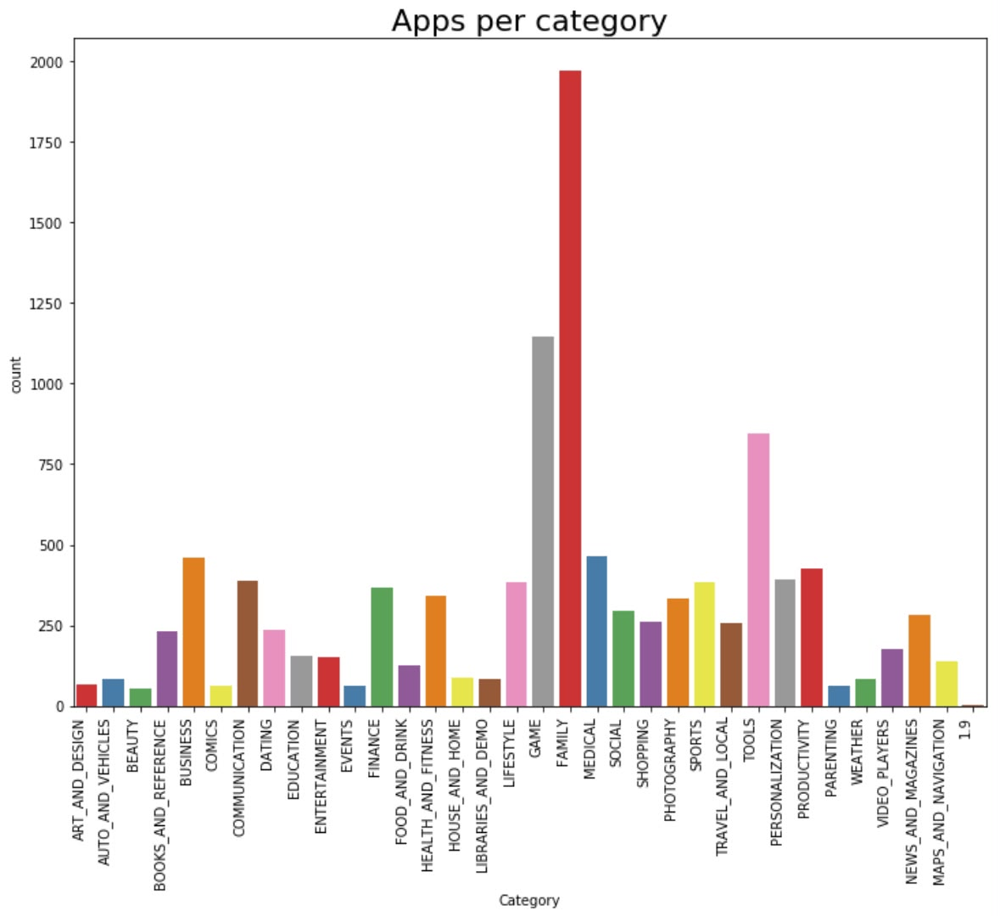 Apps per category
2000
1750
1500
1250
1000
750
500
250
0
count
ART_AND_DESIGN
AUTO_AND_VEHICLES
BEAUTY
BOOKS_AND_REFERENCE
BUSINESS
COMICS
COMMUNICATION
DATING
EDUCATION
ENTERTAINMENT
EVENTS
FINANCE
FOOD_AND_DRINK
HEALTH_AND_FITNESS
HOUSE_AND_HOME
LIBRARIES_AND_DEMO
LIFESTYLE
GAME
FAMILY
MEDICAL
SOCIAL
SHOPPING
PHOTOGRAPHY
SPORTS
TRAVEL_AND_LOCAL
TOOLS
PERSONALIZATION
PRODUCTIVITY
PARENTING
WEATHER
VIDEO_PLAYERS
NEWS_AND_MAGAZINES
MAPS_AND_NAVIGATION
1.9
Category